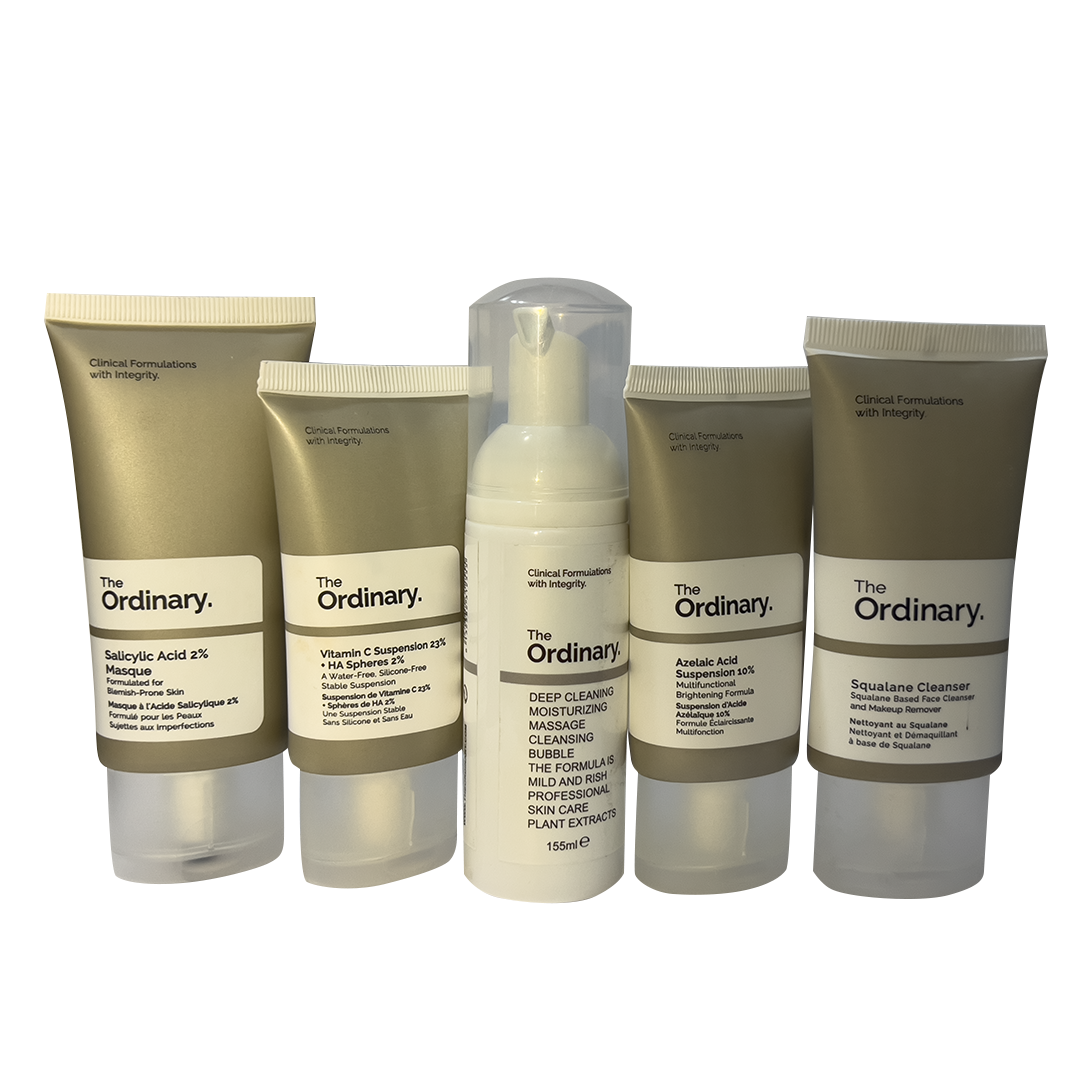 Clinical Formulations
with Integrity.
The
Ordinary.
Salicylic Acid 2%
Masque
Formulated for
Blemish-Prone Skin
Masque à l'Acide Salicylique 2%
Formulé pour les Peaux
Sujettes aux Imperfections
Clinical Formulations
with Integrity.
The
Ordinary.
Vitamin C Suspension 23%
+ HA Spheres 2%
A Water-Free, Silicone-Free
Stable Suspension
Suspension de Vitamine C 23%
+ Sphères de HA 2%
Une Suspension Stable
Sans Silicone et Sans Eau
Clinical Formulations
with Integrity.
The
Ordinary.
DEEP CLEANING
MOISTURIZING
MASSAGE
CLEANSING
BUBBLE
THE FORMULA IS
MILD AND RISH
PROFESSIONAL
SKIN CARE
PLANT EXTRACTS
155ml ℮
Clinical Formulations
with Integrity.
The
Ordinary.
Azelaic Acid
Suspension 10%
Multifunctional
Brightening Formula
Suspension d'Acide
Azélaïque 10%
Formule Éclaircissante
Multifonction
Clinical Formulations
with Integrity.
The
Ordinary.
Squalane Cleanser
Squalane Based Face Cleanser
and Makeup Remover
Nettoyant au Squalane
Nettoyant et Démaquillant
à base de Squalane